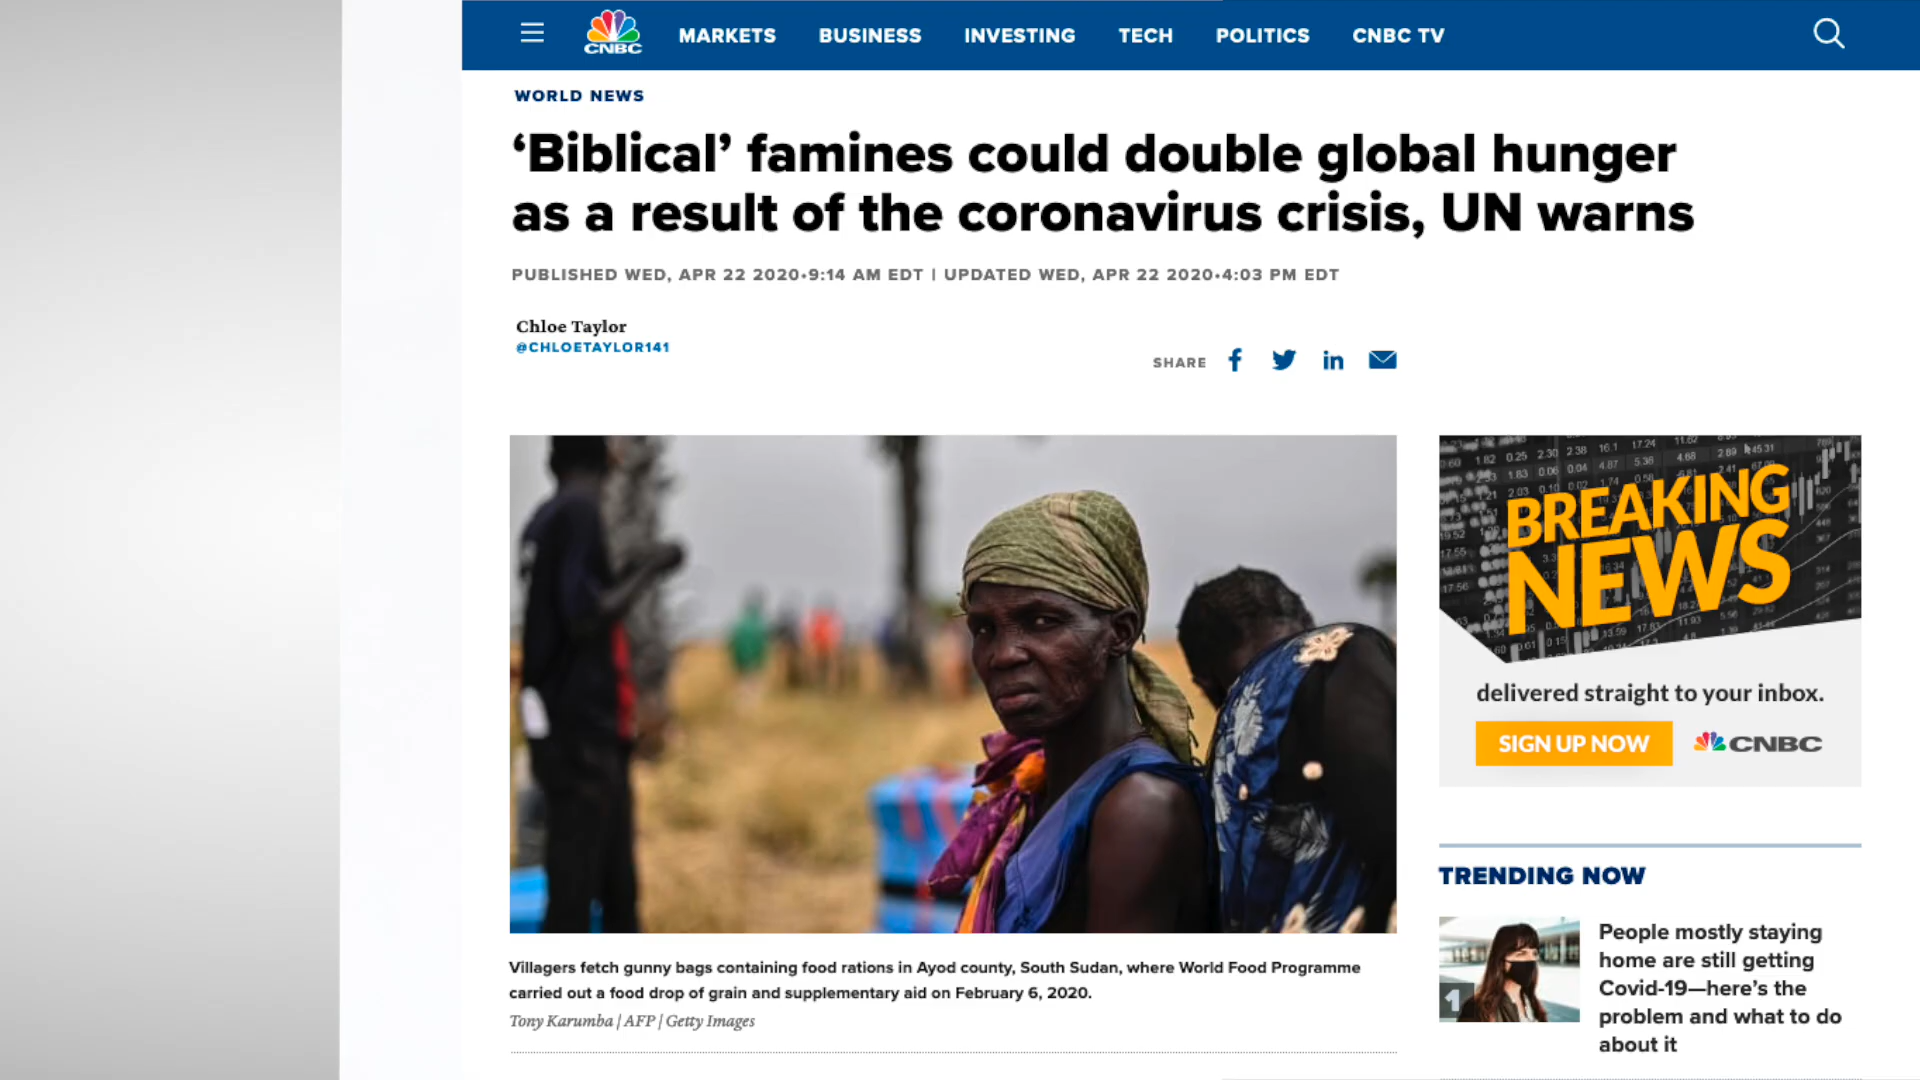 CNBC
MARKETS
BUSINESS
INVESTING
TECH
POLITICS
CNBC TV
WORLD NEWS
‘Biblical’ famines could double global hunger
as a result of the coronavirus crisis, UN warns
PUBLISHED WED, APR 22 2020•9:14 AM EDT | UPDATED WED, APR 22 2020•4:03 PM EDT
Chloe Taylor
@CHLOETAYLOR141
SHARE
in
BREAKING
NEWS
delivered straight to your inbox.
SIGN UP NOW
CNBC
Villagers fetch gunny bags containing food rations in Ayod county, South Sudan, where World Food Programme
carried out a food drop of grain and supplementary aid on February 6, 2020.
Tony Karumba | AFP | Getty Images
TRENDING NOW
1
People mostly staying
home are still getting
Covid-19—here’s the
problem and what to do
about it